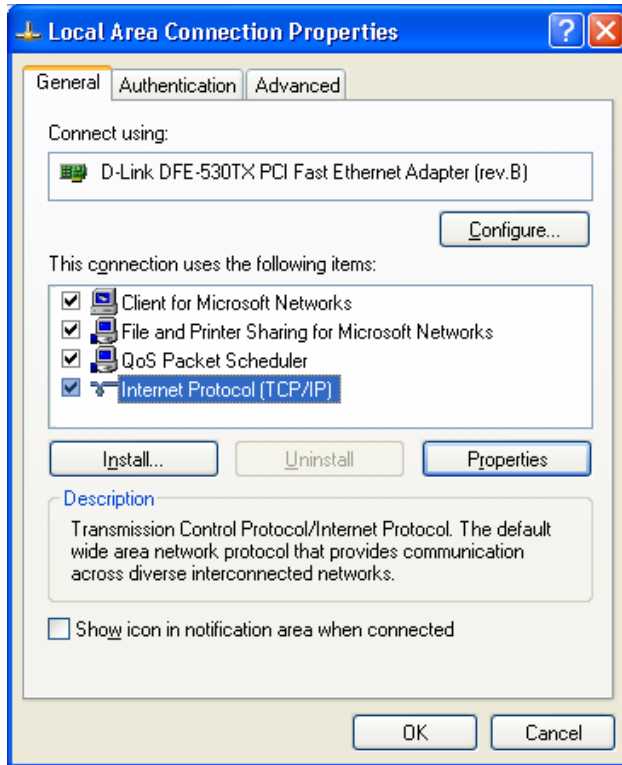 Local Area Connection Properties
General Authentication Advanced
Connect using:
D-Link DFE-530TX PCI Fast Ethernet Adapter (rev.B)
Configure...
This connection uses the following items:
Client for Microsoft Networks
File and Printer Sharing for Microsoft Networks
QoS Packet Scheduler
Internet Protocol (TCP/IP)
Install... Uninstall Properties
Description
Transmission Control Protocol/Internet Protocol. The default
wide area network protocol that provides communication
across diverse interconnected networks.
Show icon in notification area when connected
OK Cancel